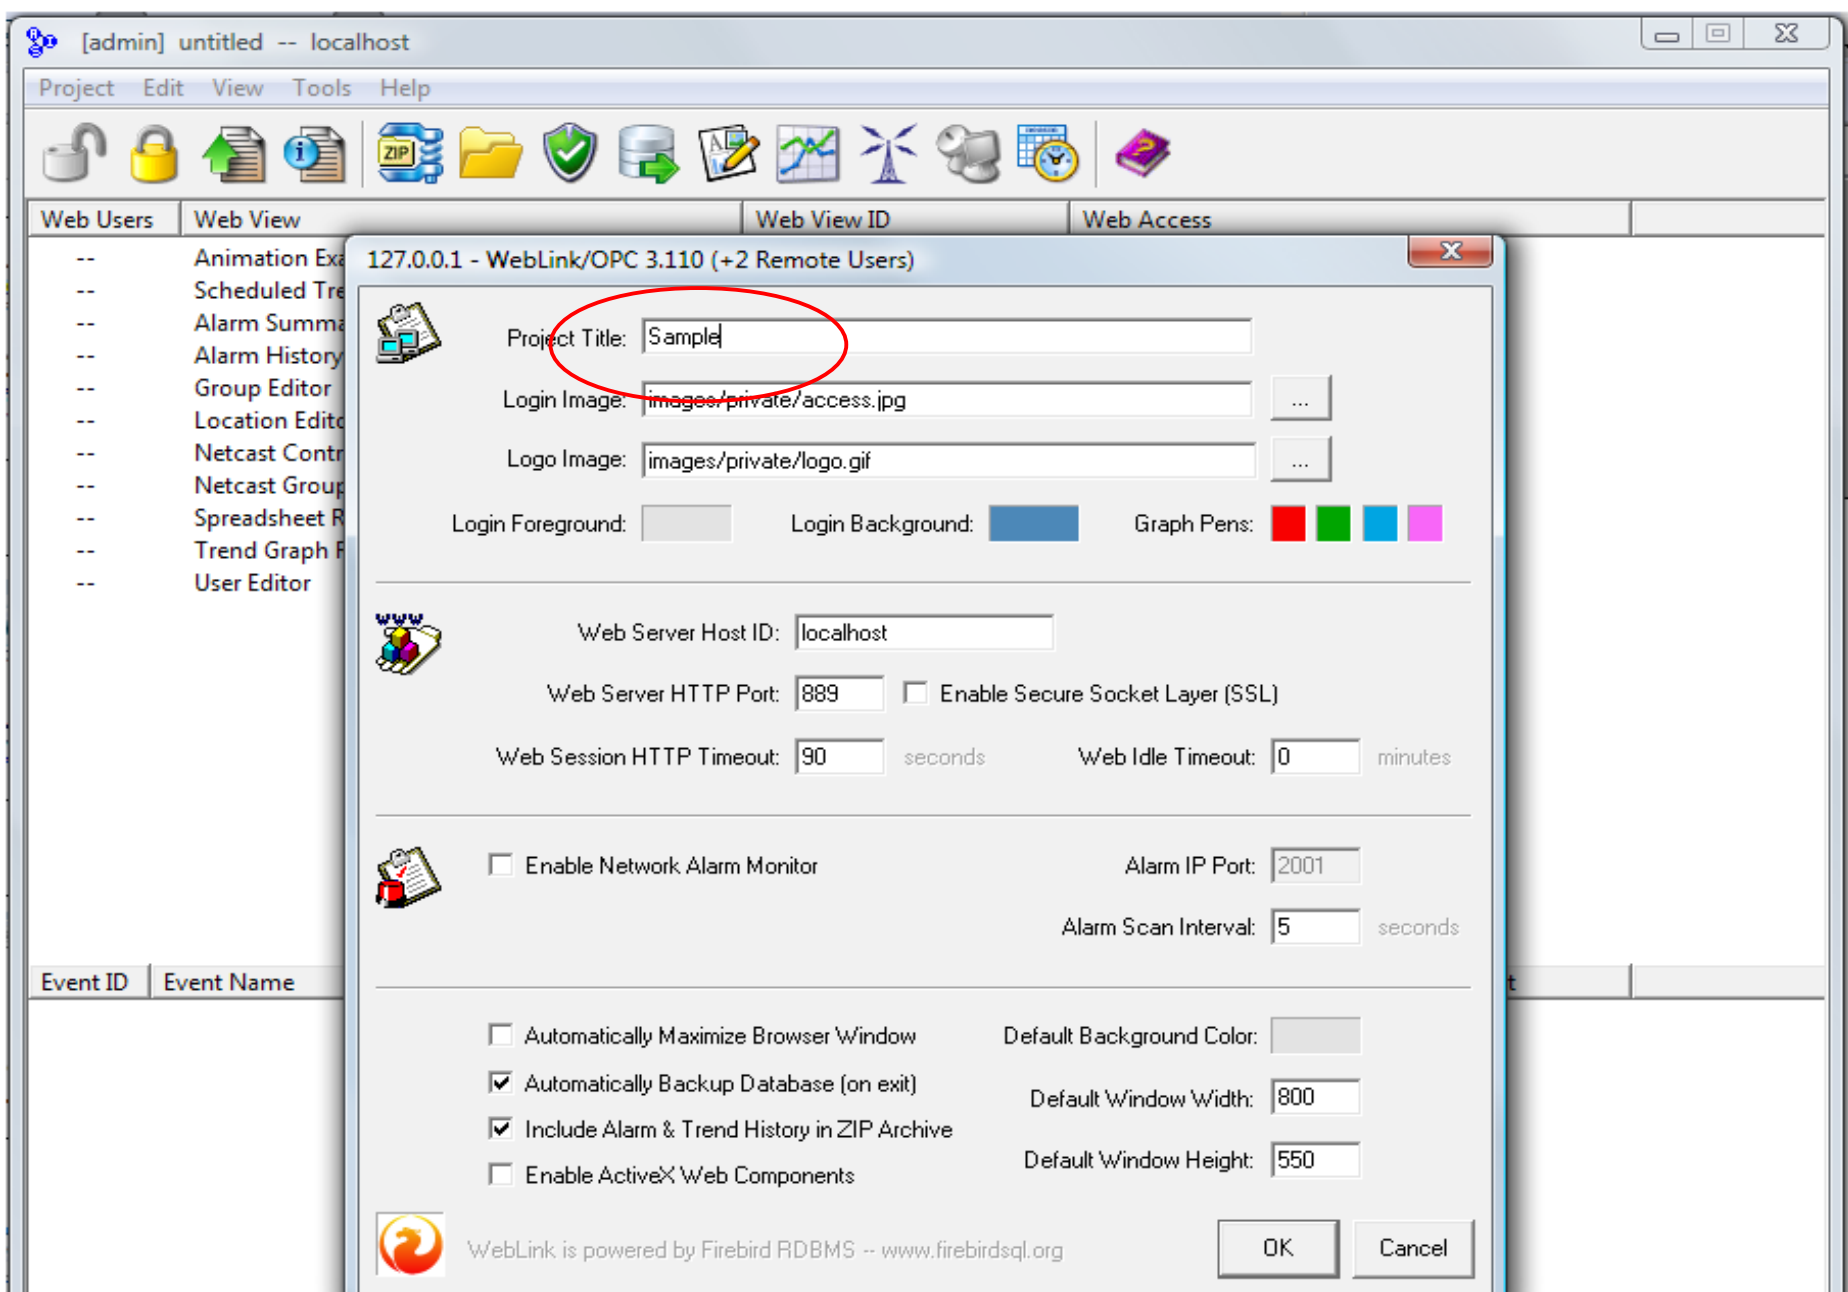 [admin] untitled -- localhost
Project Edit View Tools Help
ZIP
Web Users Web View Web View ID Web Access
-- Animation Exa
-- Scheduled Tre
-- Alarm Summa
-- Alarm History
-- Group Editor
-- Location Edito
-- Netcast Contr
-- Netcast Group
-- Spreadsheet R
-- Trend Graph F
-- User Editor
127.0.0.1 - WebLink/OPC 3.110 (+2 Remote Users)
Project Title: Sample
Login Image: images/private/access.jpg ...
Logo Image: images/private/logo.gif ...
Login Foreground: Login Background: Graph Pens:
www
Web Server Host ID: localhost
Web Server HTTP Port: 889 Enable Secure Socket Layer (SSL)
Web Session HTTP Timeout: 90 seconds Web Idle Timeout: 0 minutes
Enable Network Alarm Monitor Alarm IP Port: 2001
Alarm Scan Interval: 5 seconds
Event ID Event Name t
Automatically Maximize Browser Window Default Background Color:
Automatically Backup Database (on exit) Default Window Width: 800
Include Alarm & Trend History in ZIP Archive
Enable ActiveX Web Components Default Window Height: 550
WebLink is powered by Firebird RDBMS -- www.firebirdsql.org OK Cancel